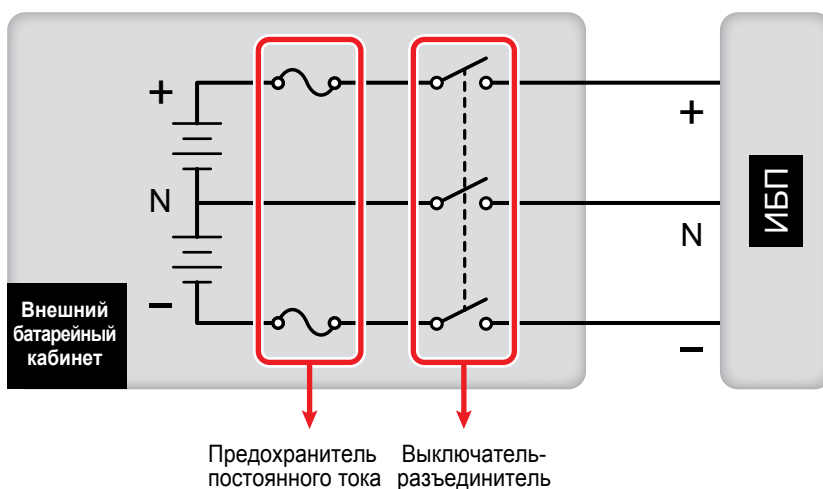 +
+
N
N
ИБП
−
−
Внешний
батарейный
кабинет
Предохранитель
постоянного тока
Выключатель-
разъединитель